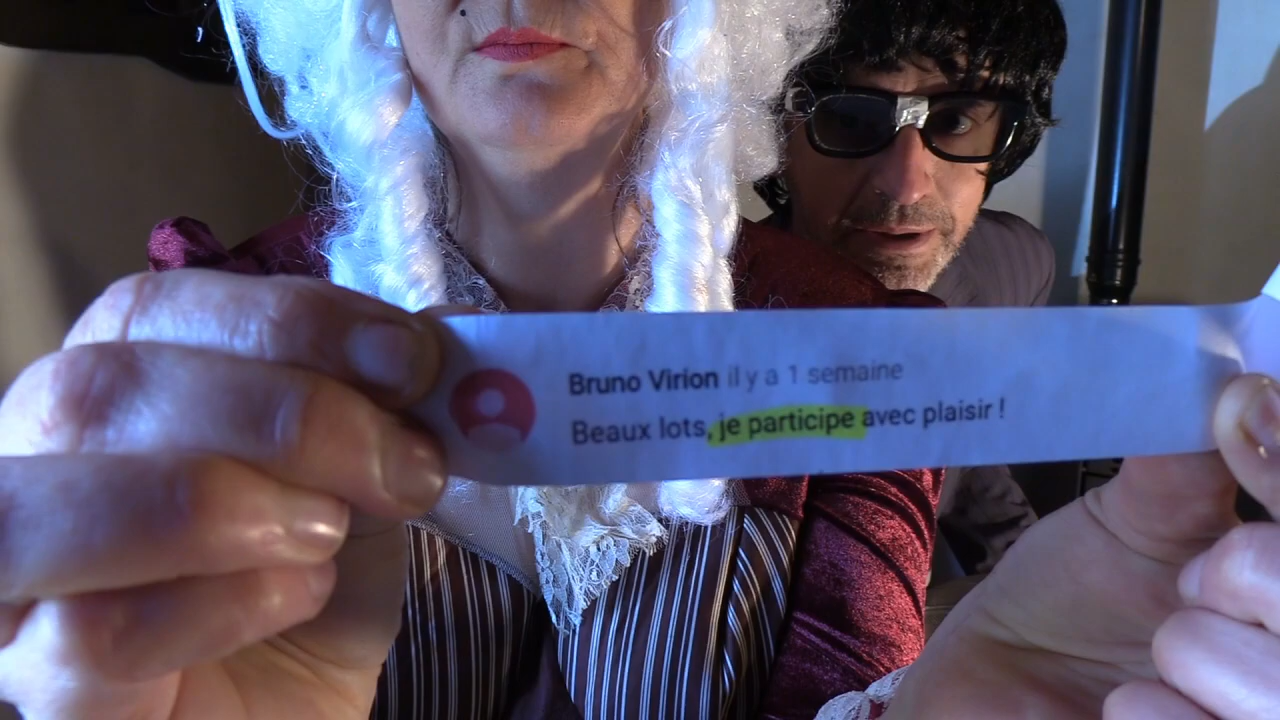 Bruno Virion il y a 1 semaine
Beaux lots, je participe avec plaisir !